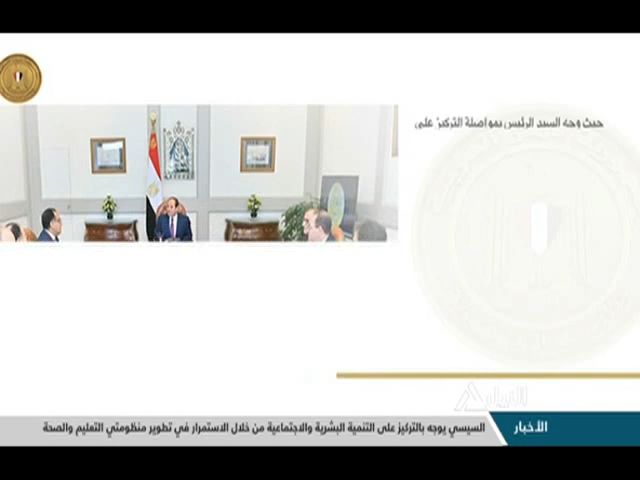 حيث وجه السيد الرئيس بمواصلة التركيز على
الأخبار
السيسي يوجه بالتركيز على التنمية البشرية والاجتماعية من خلال الاستمرار في تطوير منظومتي التعليم والصحة